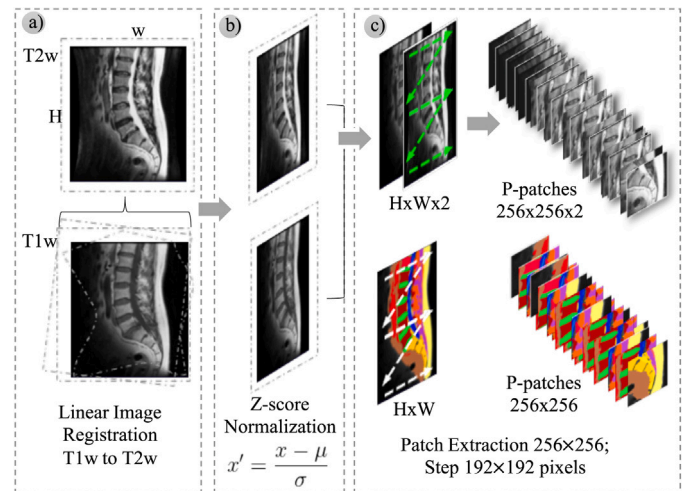 a)
w
T2w
H
T1w
Linear Image
Registration
T1w to T2w
b)
Z-score
Normalization
x′ = (x − μ) / σ
c)
HxWx2
P-patches
256x256x2
HxW
P-patches
256x256
Patch Extraction 256×256;
Step 192×192 pixels